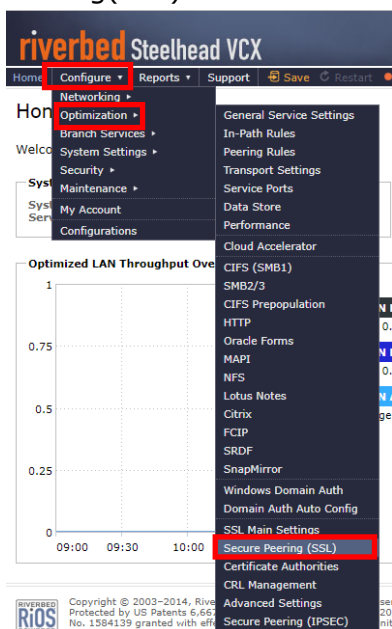 riverbed Steelhead VCX
Home Configure Reports Support Save Restart
Networking
Optimization
Branch Services
System Settings
Security
Maintenance
My Account
Configurations
General Service Settings
In-Path Rules
Peering Rules
Transport Settings
Service Ports
Data Store
Performance
Cloud Accelerator
CIFS (SMB1)
SMB2/3
CIFS Prepopulation
HTTP
Oracle Forms
MAPI
NFS
Lotus Notes
Citrix
FCIP
SRDF
SnapMirror
Windows Domain Auth
Domain Auth Auto Config
SSL Main Settings
Secure Peering (SSL)
Certificate Authorities
CRL Management
Advanced Settings
Secure Peering (IPSEC)
Optimized LAN Throughput
1
0.75
0.5
0.25
0
09:00 09:30 10:00
RIVERBED
RiOS
Copyright © 2003–2014,
Protected by US Patents
No. 1584139 granted with